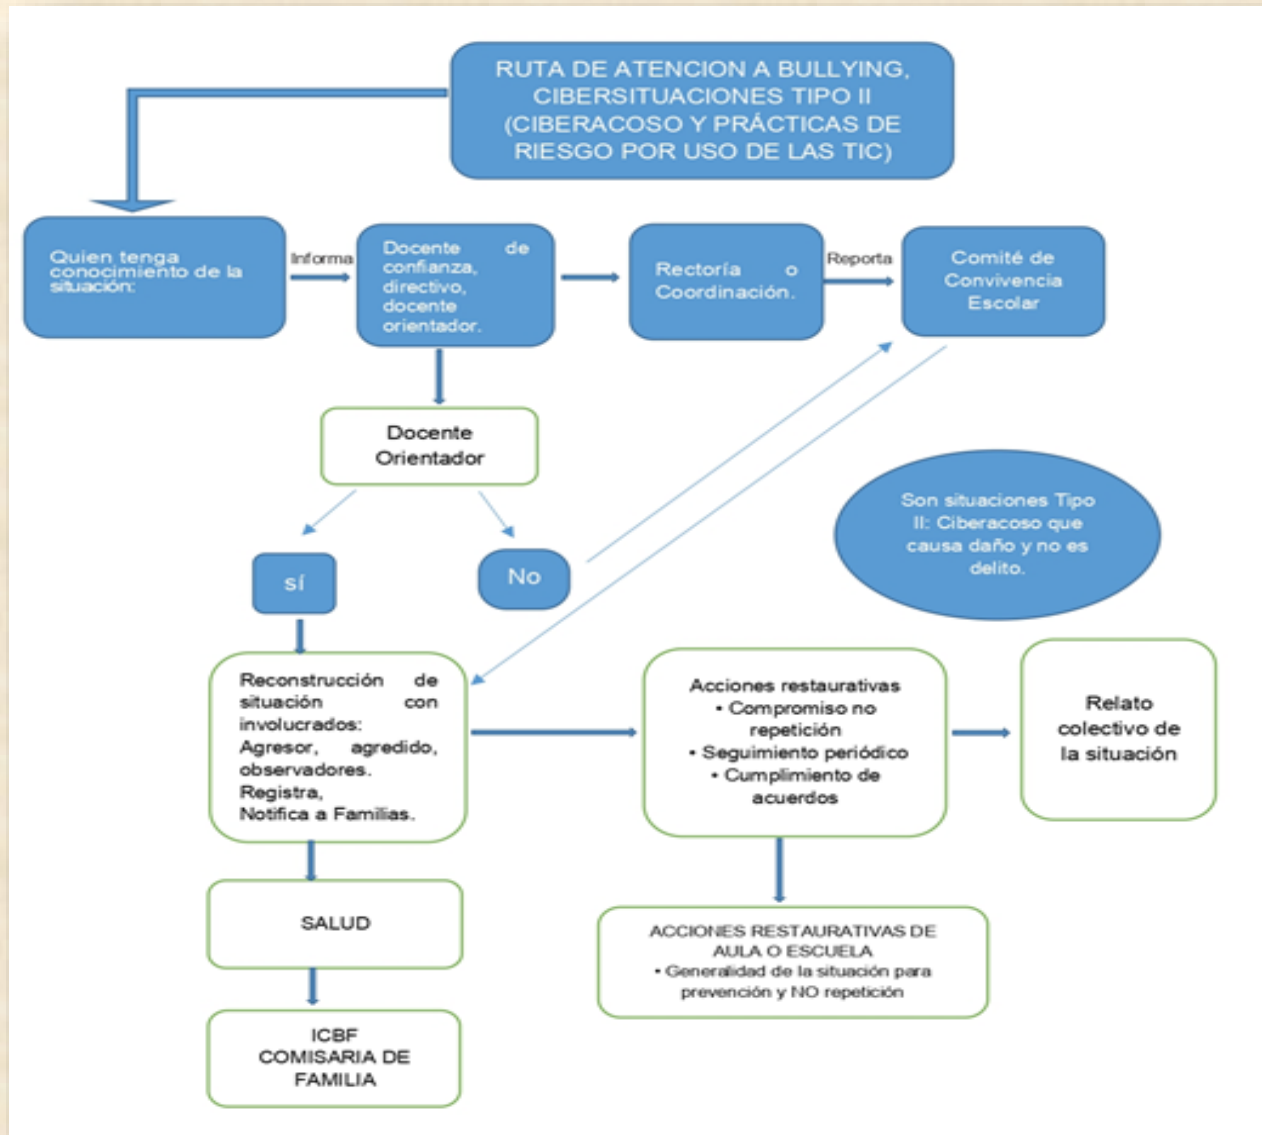 RUTA DE ATENCION A BULLYING,
CIBERSITUACIONES TIPO II
(CIBERACOSO Y PRÁCTICAS DE
RIESGO POR USO DE LAS TIC)
Quien tenga
conocimiento de la
situación:
Informa
Docente de
confianza,
directivo,
docente
orientador.
Rectoría o
Coordinación.
Reporta
Comité de
Convivencia
Escolar
Docente
Orientador
sí
No
Son situaciones Tipo
II: Ciberacoso que
causa daño y no es
delito.
Reconstrucción de
situación con
involucrados:
Agresor, agredido,
observadores.
Registra,
Notifica a Familias.
Acciones restaurativas
• Compromiso no
repetición
• Seguimiento periódico
• Cumplimiento de
acuerdos
Relato
colectivo de
la situación
SALUD
ACCIONES RESTAURATIVAS DE
AULA O ESCUELA
• Generalidad de la situación para
prevención y NO repetición
ICBF
COMISARIA DE
FAMILIA